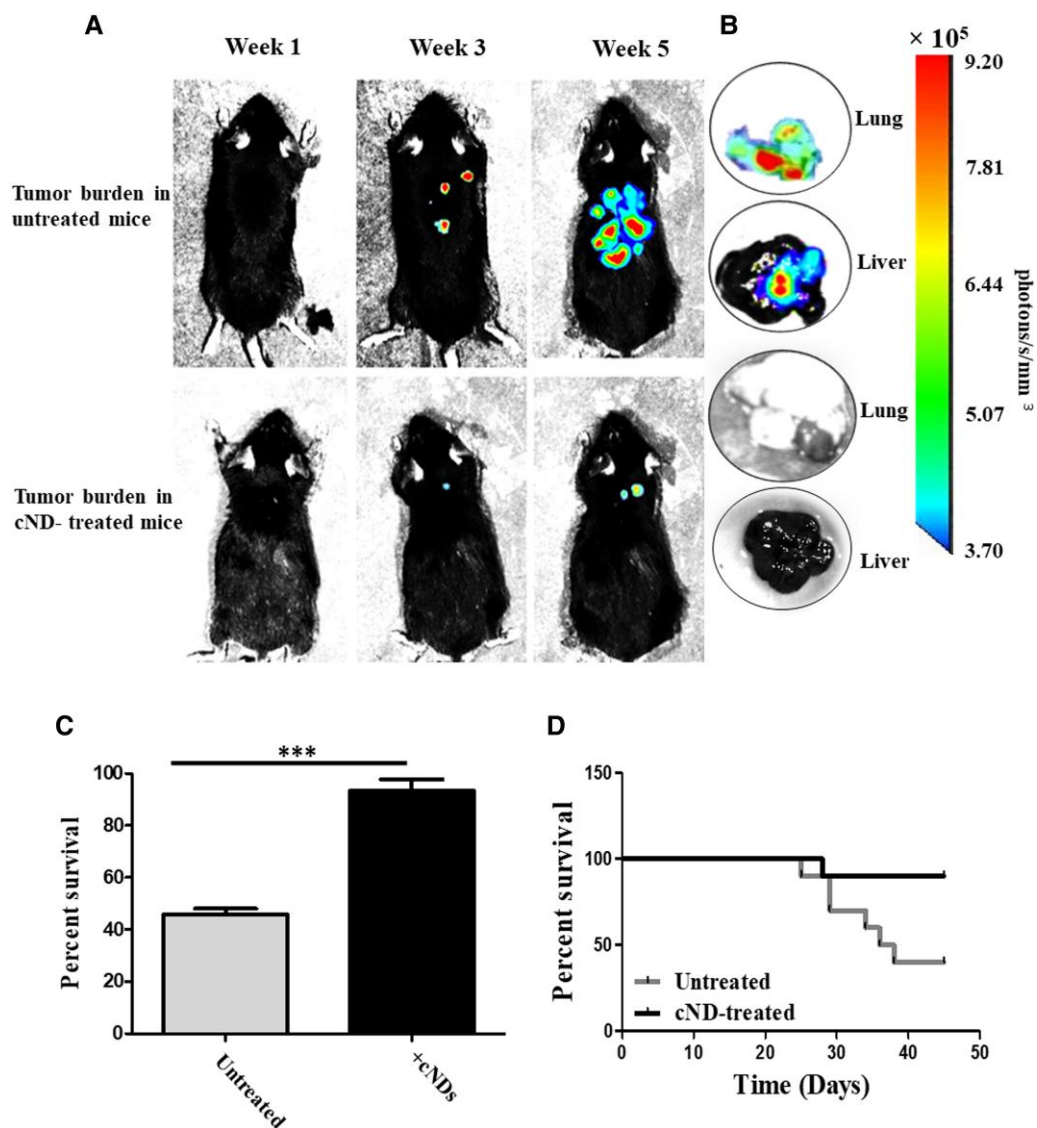 A
Week 1
Week 3
Week 5
B
× 10⁵
Tumor burden in
untreated mice
Tumor burden in
cND- treated mice
Lung
Liver
Lung
Liver
9.20
7.81
6.44
5.07
3.70
photons/s/mm ³
C
***
Percent survival
100
80
60
40
20
0
Untreated
+cNDs
D
Percent survival
150
100
50
0
Untreated
cND-treated
0
10
20
30
40
50
Time (Days)